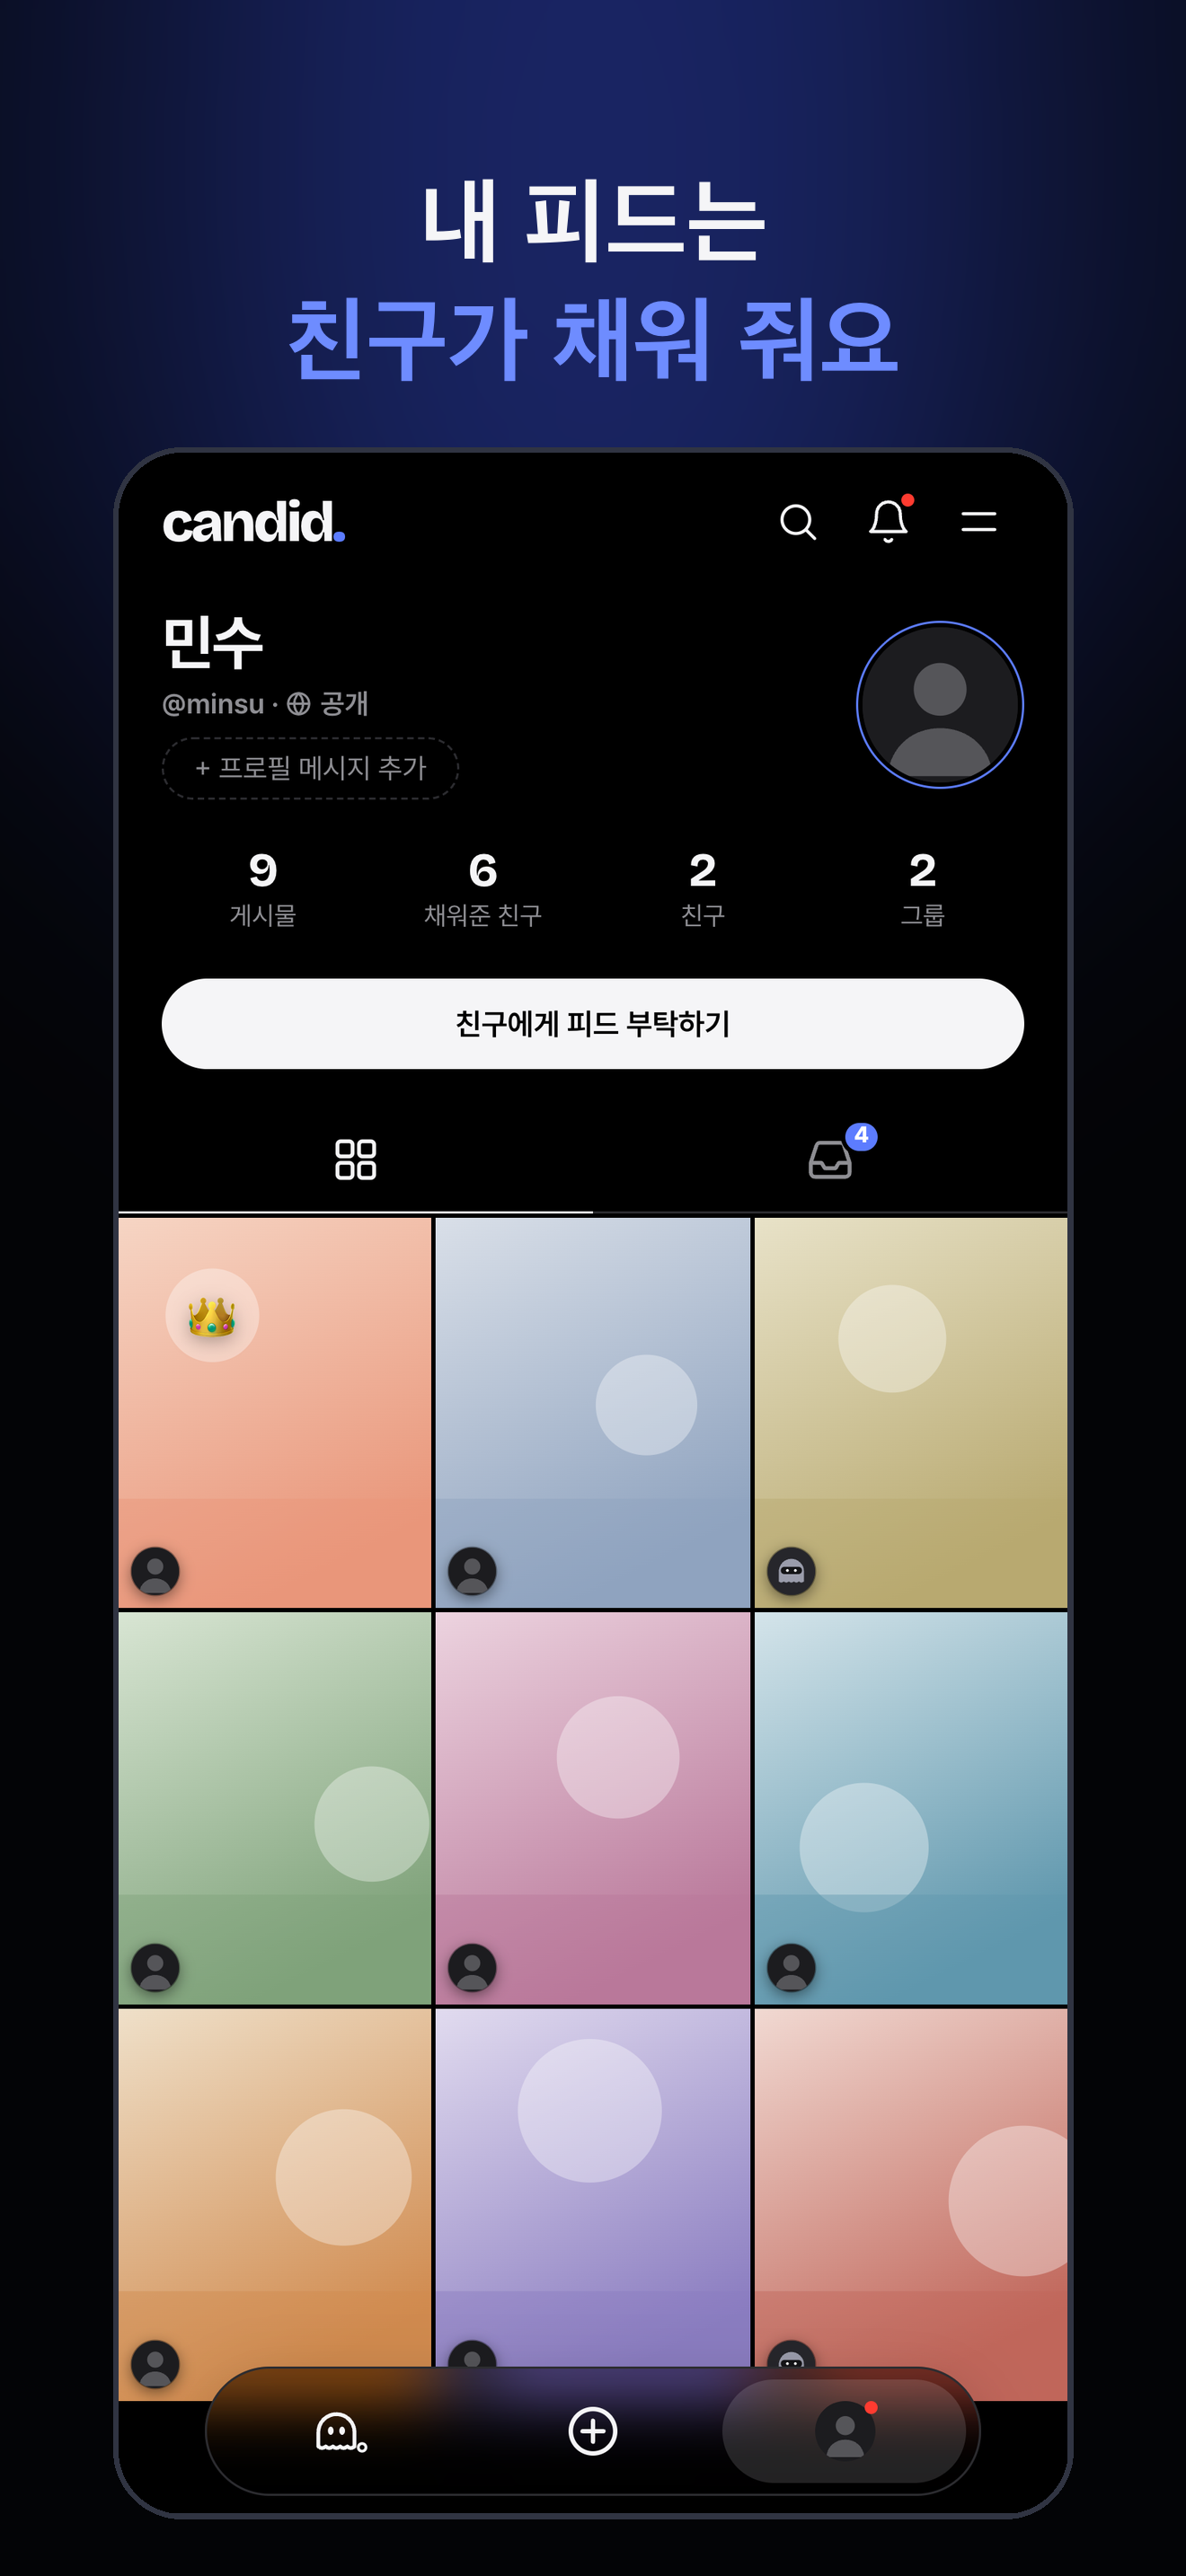 내 피드는
친구가 채워 줘요
candid.
민수
@minsu · 공개
+ 프로필 메시지 추가
9 6 2 2
게시물 채워준 친구 친구 그룹
친구에게 피드 부탁하기
4